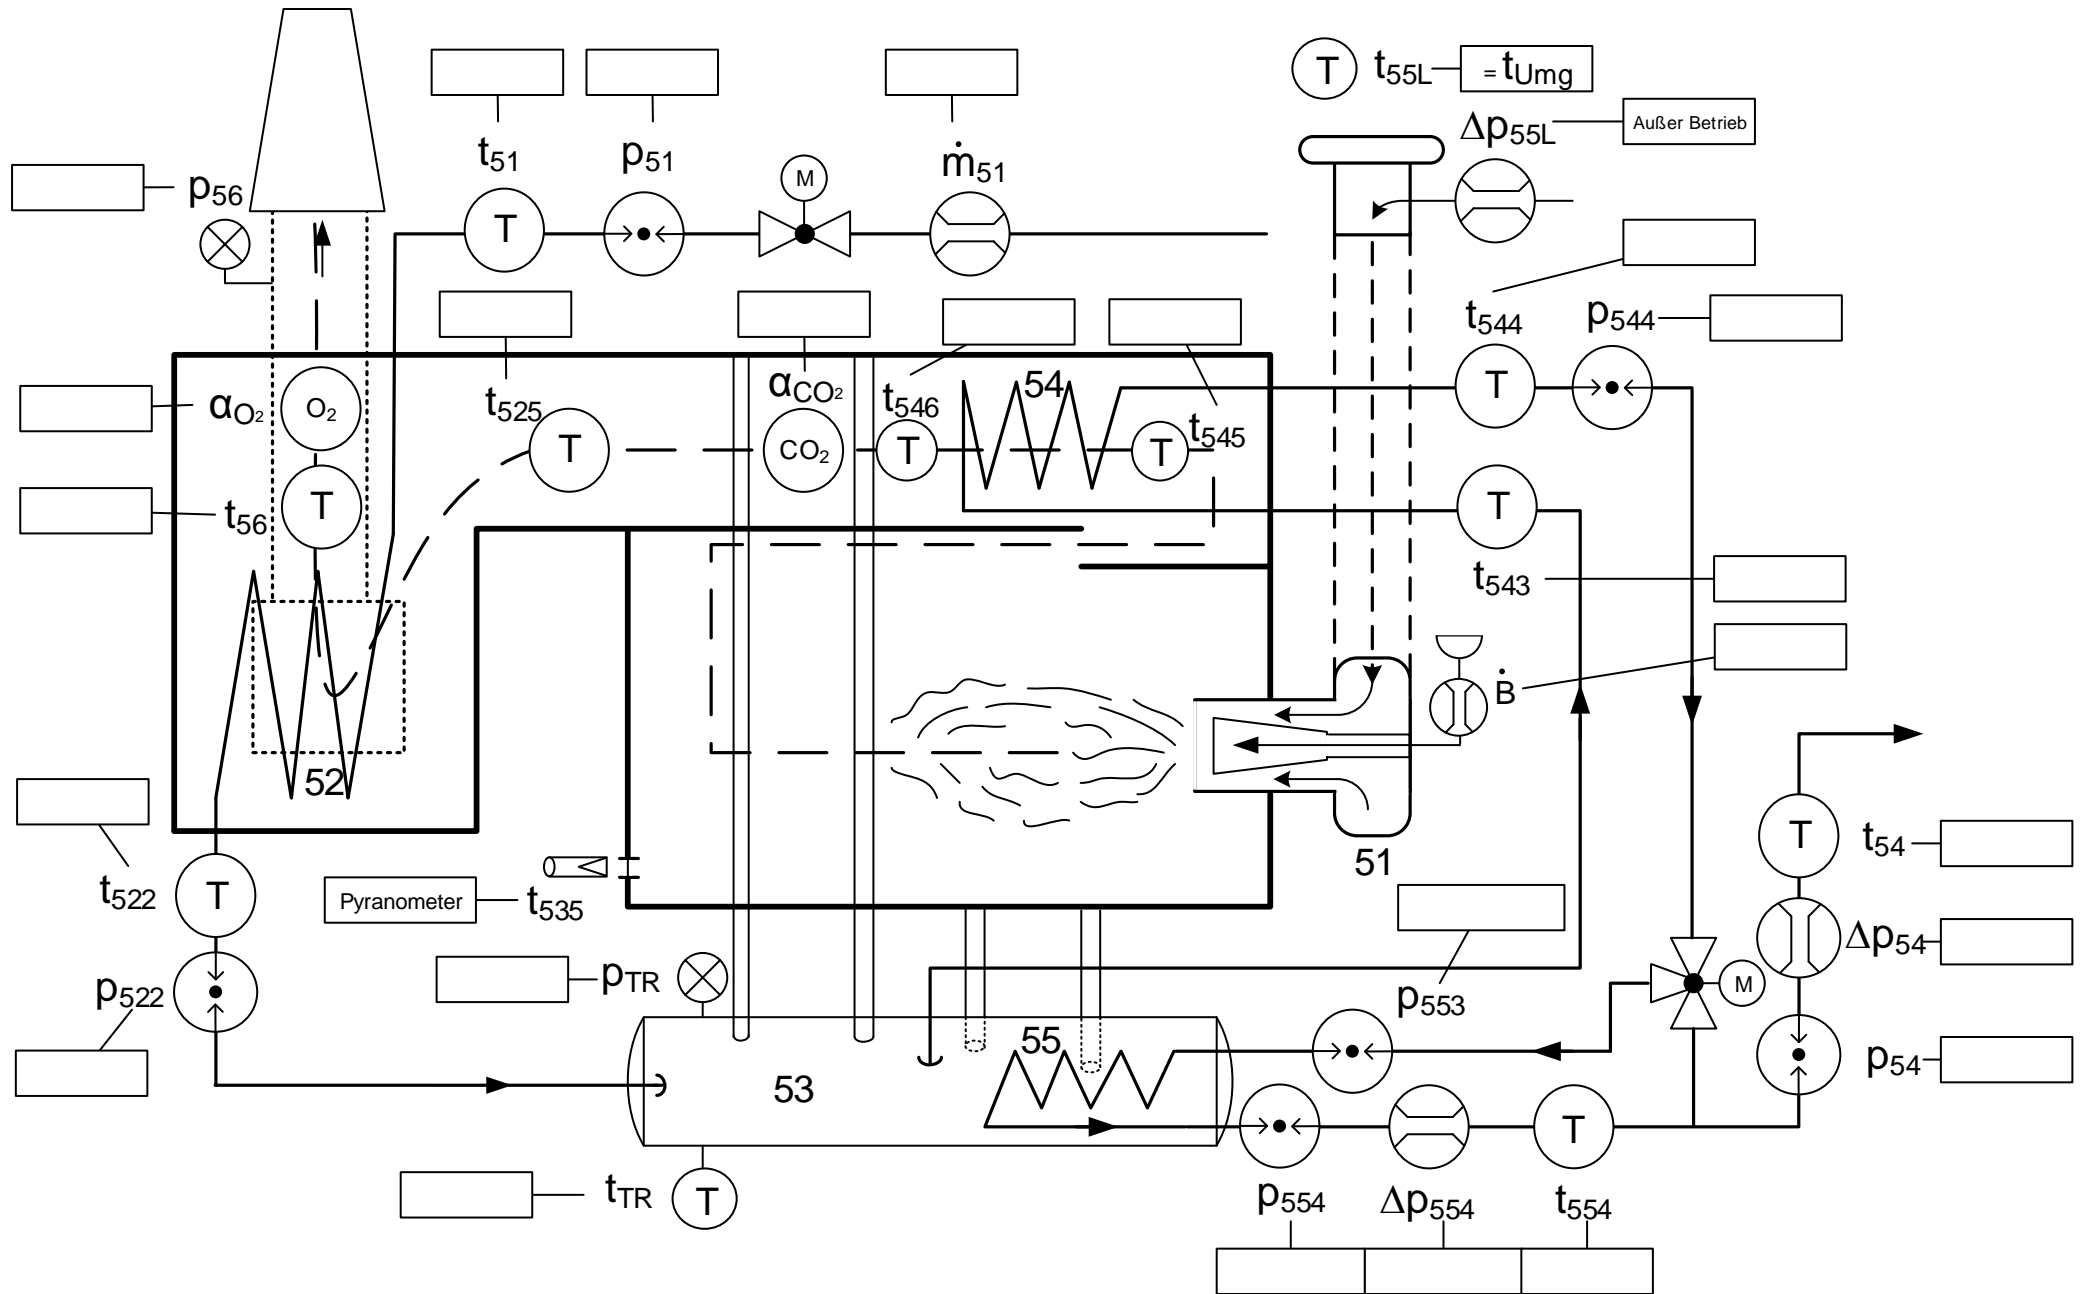 T
t55L
= tUmg
Δp55L
Außer Betrieb
t51
p51
ṁ51
M
p56
T
t544
p544
T
αO2
O2
t525
T
αCO2
CO2
t546
T
54
T
t545
t56
T
T
t543
Ḃ
52
51
t522
T
Pyranometer
t535
T
t54
Δp54
p522
pTR
p553
M
53
55
p54
T
tTR
T
p554
Δp554
t554